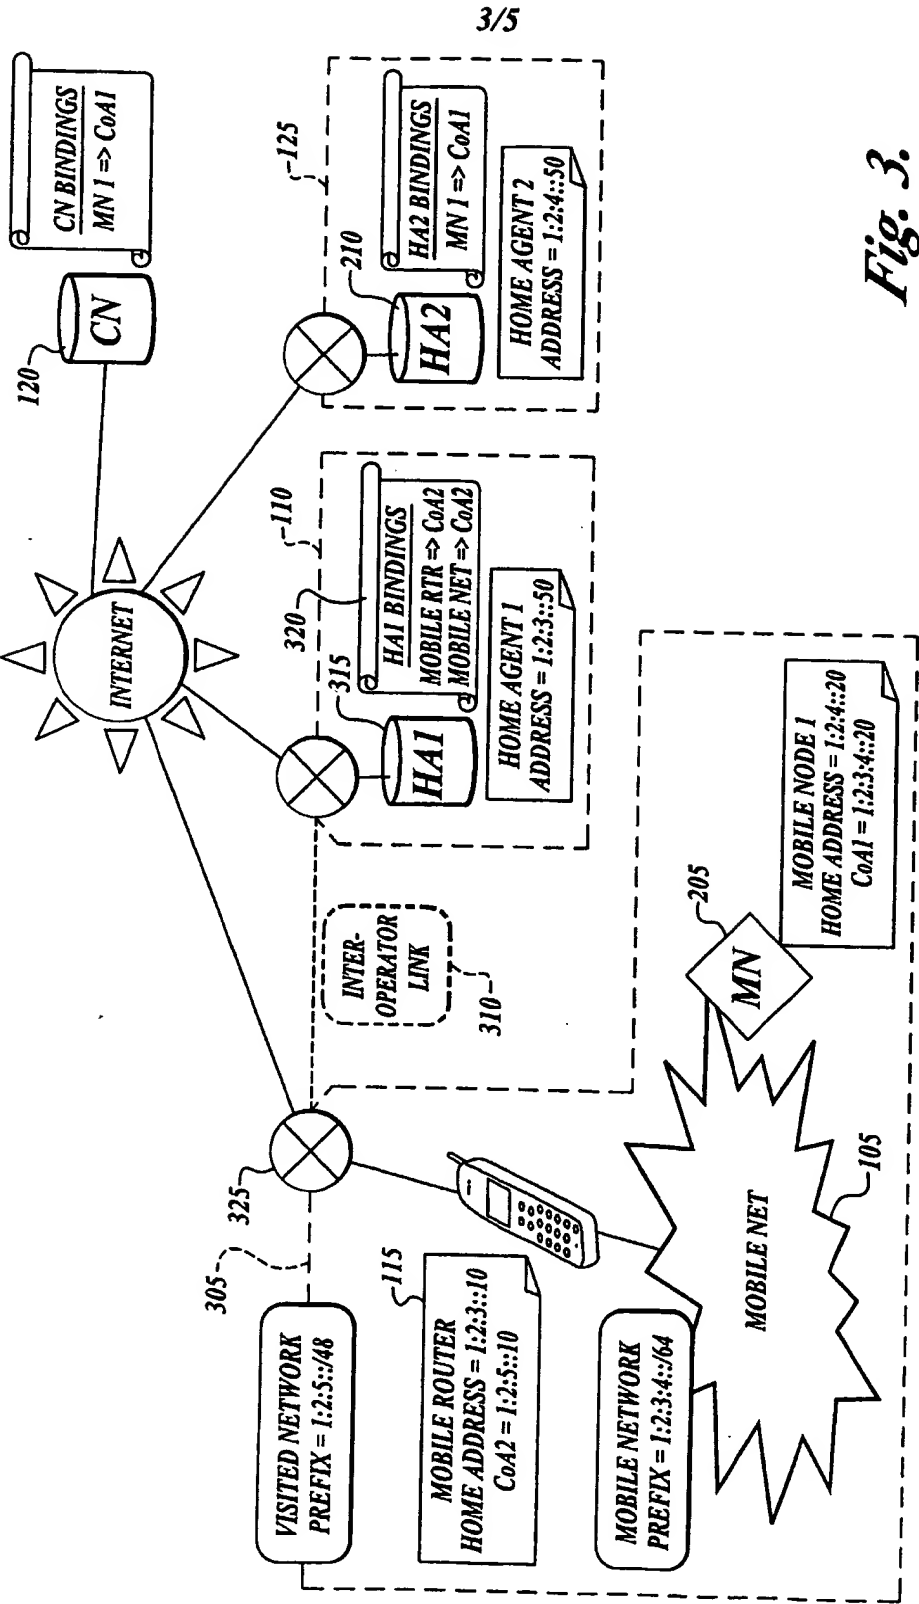 3/5
CN BINDINGS
MN 1 => CoA1
CN
120
INTERNET
125
HA2 BINDINGS
MN 1 => CoA1
210
HA2
HOME AGENT 2
ADDRESS = 1:2:4::50
110
320
HA1 BINDINGS
MOBILE RTR => CoA2
MOBILE NET => CoA2
315
HA1
HOME AGENT 1
ADDRESS = 1:2:3::50
INTER-
OPERATOR
LINK
310
325
305
VISITED NETWORK
PREFIX = 1:2:5::/48
115
MOBILE ROUTER
HOME ADDRESS = 1:2:3::10
CoA2 = 1:2:5::10
MOBILE NETWORK
PREFIX = 1:2:3:4::/64
MOBILE NET
105
205
MN
MOBILE NODE 1
HOME ADDRESS = 1:2:4::20
CoA1 = 1:2:3:4::20
Fig. 3.